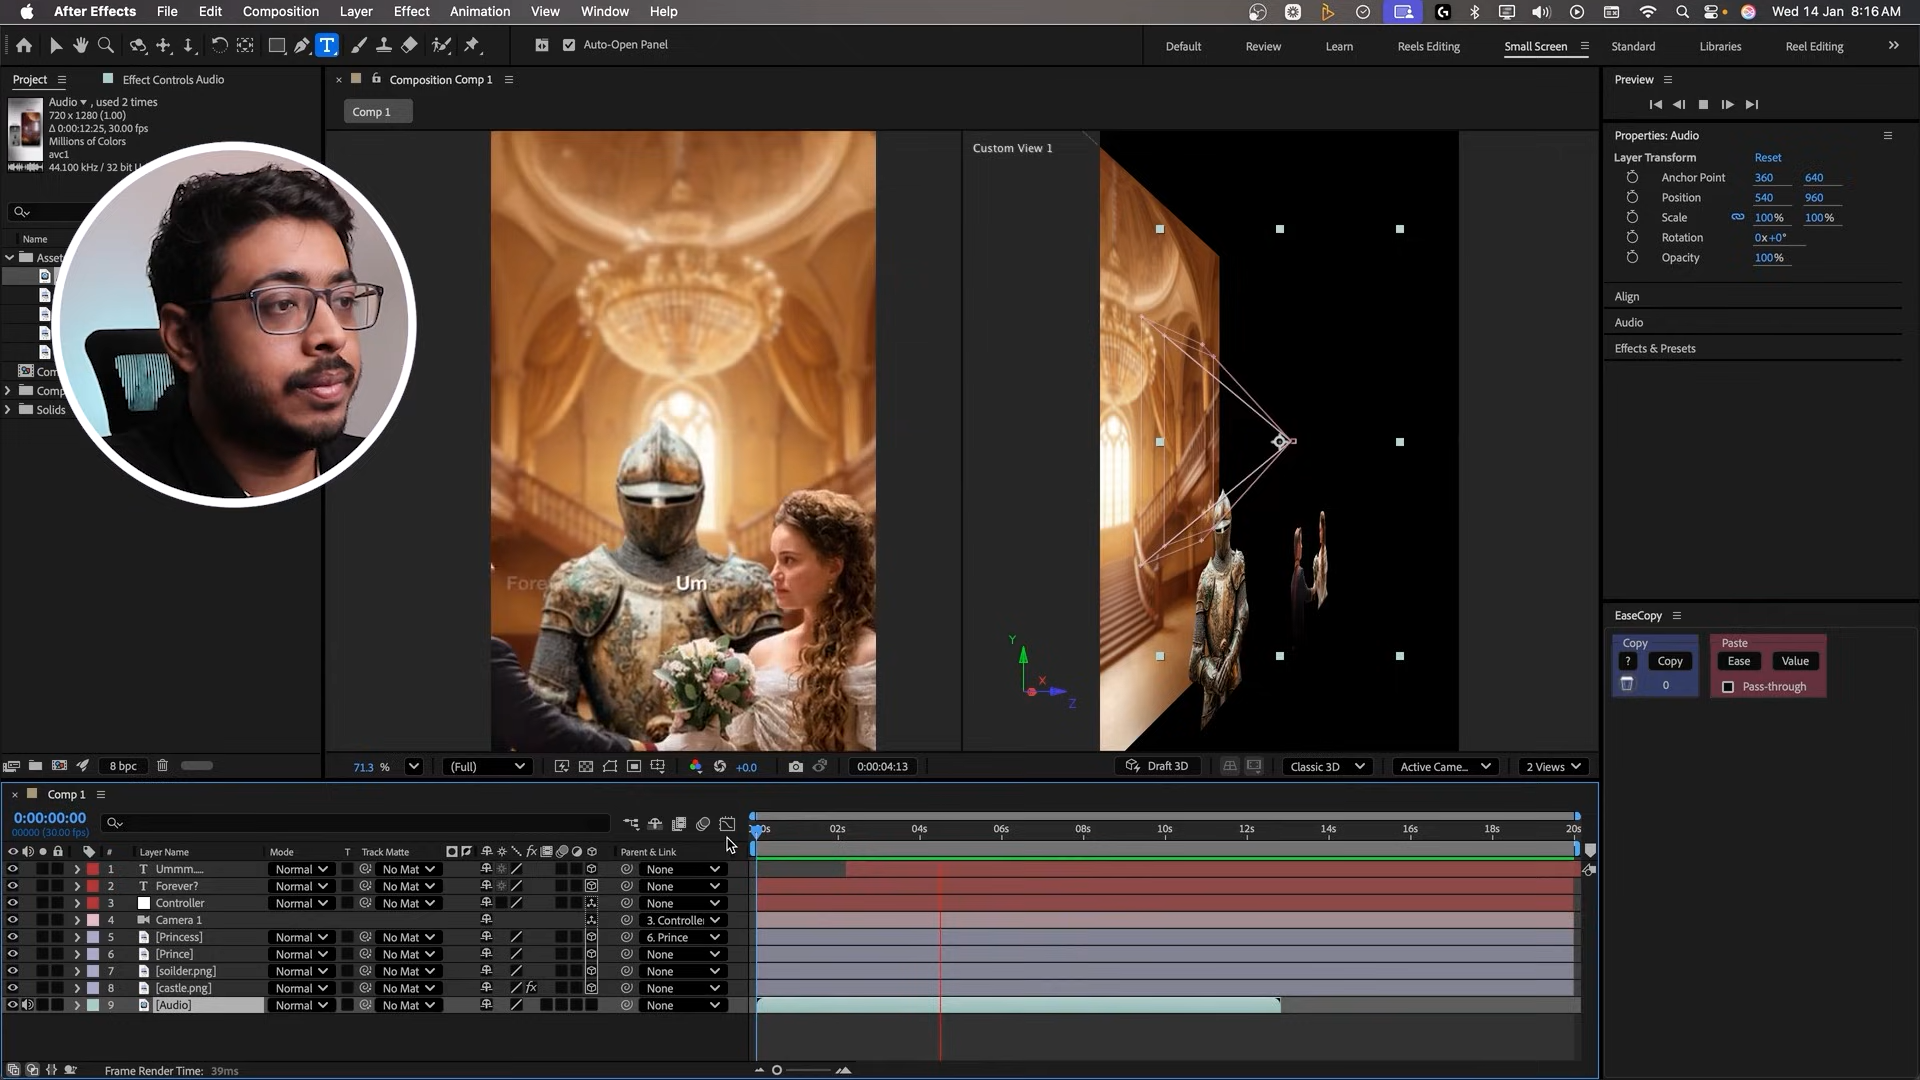 After Effects File Edit Composition Layer Effect Animation View Window Help Wed 14 Jan 8:16 AM
T Auto-Open Panel Default Review Learn Reels Editing Small Screen Standard Libraries Reel Editing
Project Effect Controls Audio
Composition Comp 1
Preview
Audio , used 2 times
720 x 1280 (1.00)
Δ 0:00:12:25, 30.00 fps
Millions of Colors
avc1
44.100 kHz / 32 bit U
Comp 1
Custom View 1
Properties: Audio
Layer Transform Reset
Anchor Point 360 640
Position 540 960
Scale 100% 100%
Rotation 0x+0°
Opacity 100%
Align
Audio
Effects & Presets
Name
Asset
Com
Comp
Solids
Um
Y
X
Z
EaseCopy
Copy Paste
? Copy Ease Value
0 Pass-through
8 bpc
71.3 % (Full) +0.0 0:00:04:13 Draft 3D Classic 3D Active Came... 2 Views
Comp 1
0:00:00:00
00000 (30.00 fps)
00s 02s 04s 06s 08s 10s 12s 14s 16s 18s 20s
# Layer Name Mode T Track Matte fx Parent & Link
1 T Ummm.... Normal No Mat None
2 T Forever? Normal No Mat None
3 Controller Normal No Mat None
4 Camera 1 3. Controller
5 [Princess] Normal No Mat 6. Prince
6 [Prince] Normal No Mat None
7 [soilder.png] Normal No Mat None
8 [castle.png] Normal No Mat fx None
9 [Audio] Normal No Mat None
Frame Render Time: 39ms